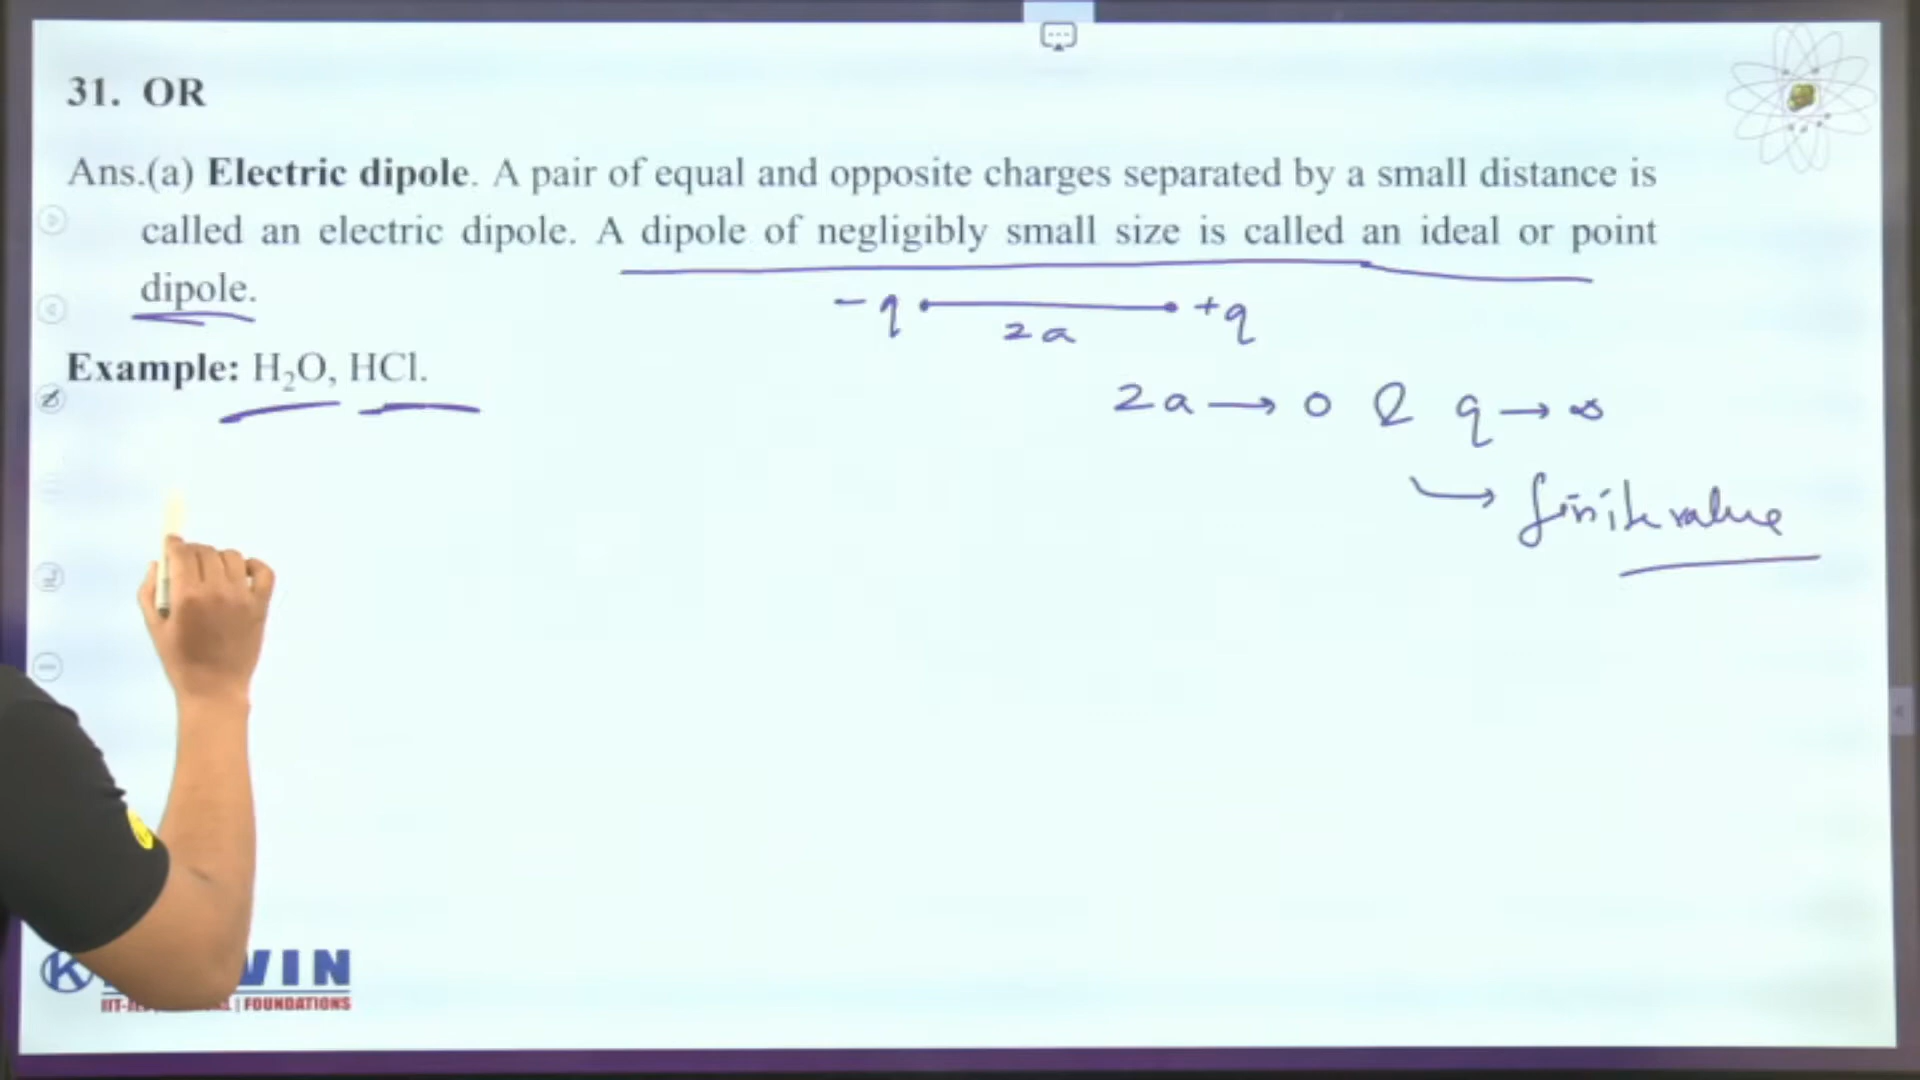 31. OR
Ans.(a) Electric dipole. A pair of equal and opposite charges separated by a small distance is
called an electric dipole. A dipole of negligibly small size is called an ideal or point
dipole.
-q +q
2a
Example: H₂O, HCl.
2a → 0 & q → ∞
→ finite value
VIN
| FOUNDATIONS